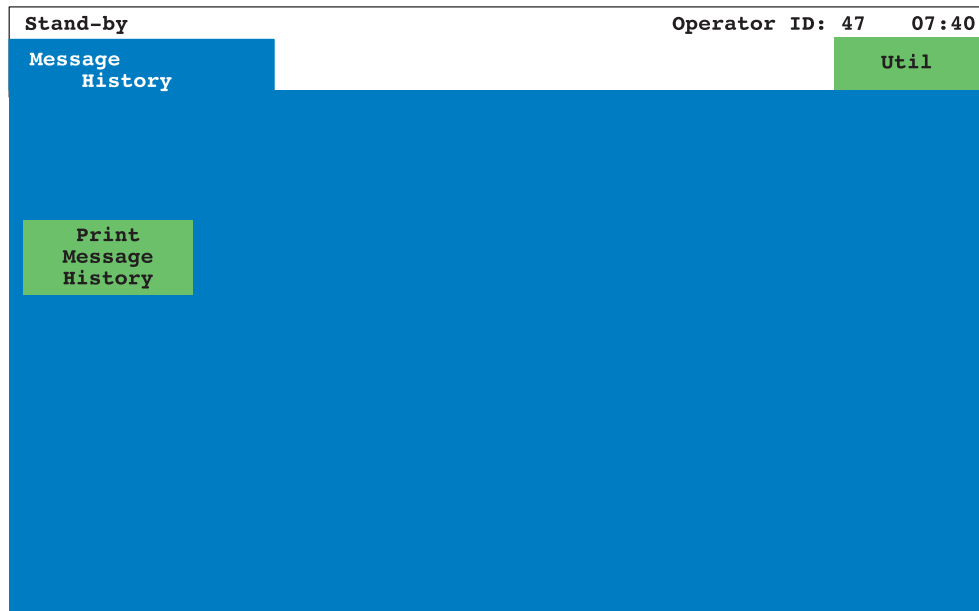 Stand-by Operator ID: 47 07:40
Message
History
Util
Print
Message
History